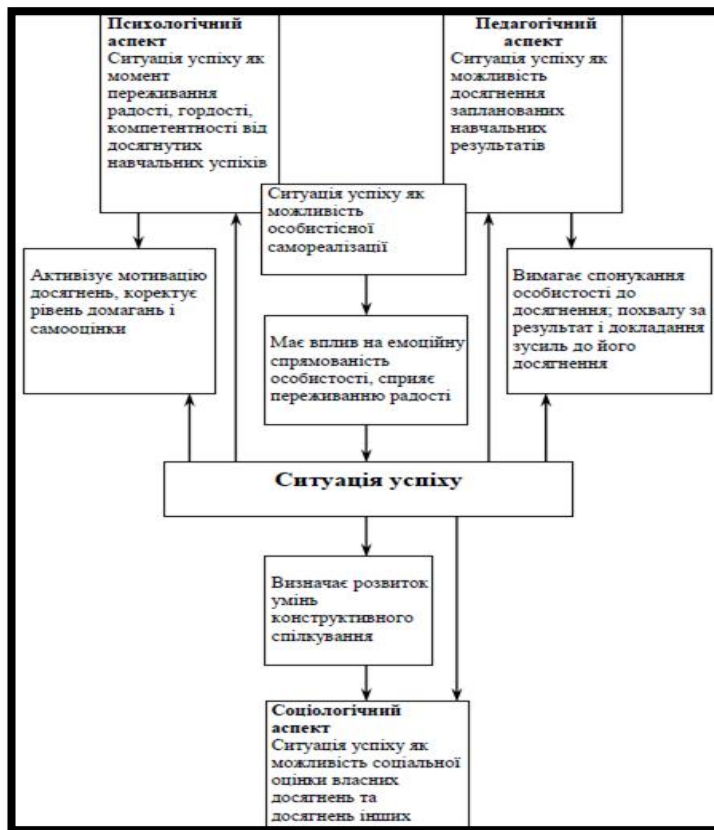 Психологічний
аспект
Ситуація успіху як
момент
переживання
радості, гордості,
компетентності від
досягнутих
навчальних успіхів
Педагогічний
аспект
Ситуація успіху як
можливість
досягнення
запланованих
навчальних
результатів
Ситуація успіху як
можливість
особистісної
самореалізації
Активізує мотивацію
досягнень, коректує
рівень домагань і
самооцінки
Вимагає спонукання
особистості до
досягнення; похвалу за
результат і докладання
зусиль до його
досягнення
Має вплив на емоційну
спрямованість
особистості, сприяє
переживанню радості
Ситуація успіху
Визначає розвиток
умінь
конструктивного
спілкування
Соціологічний
аспект
Ситуація успіху як
можливість соціальної
оцінки власних
досягнень та
досягнень інших